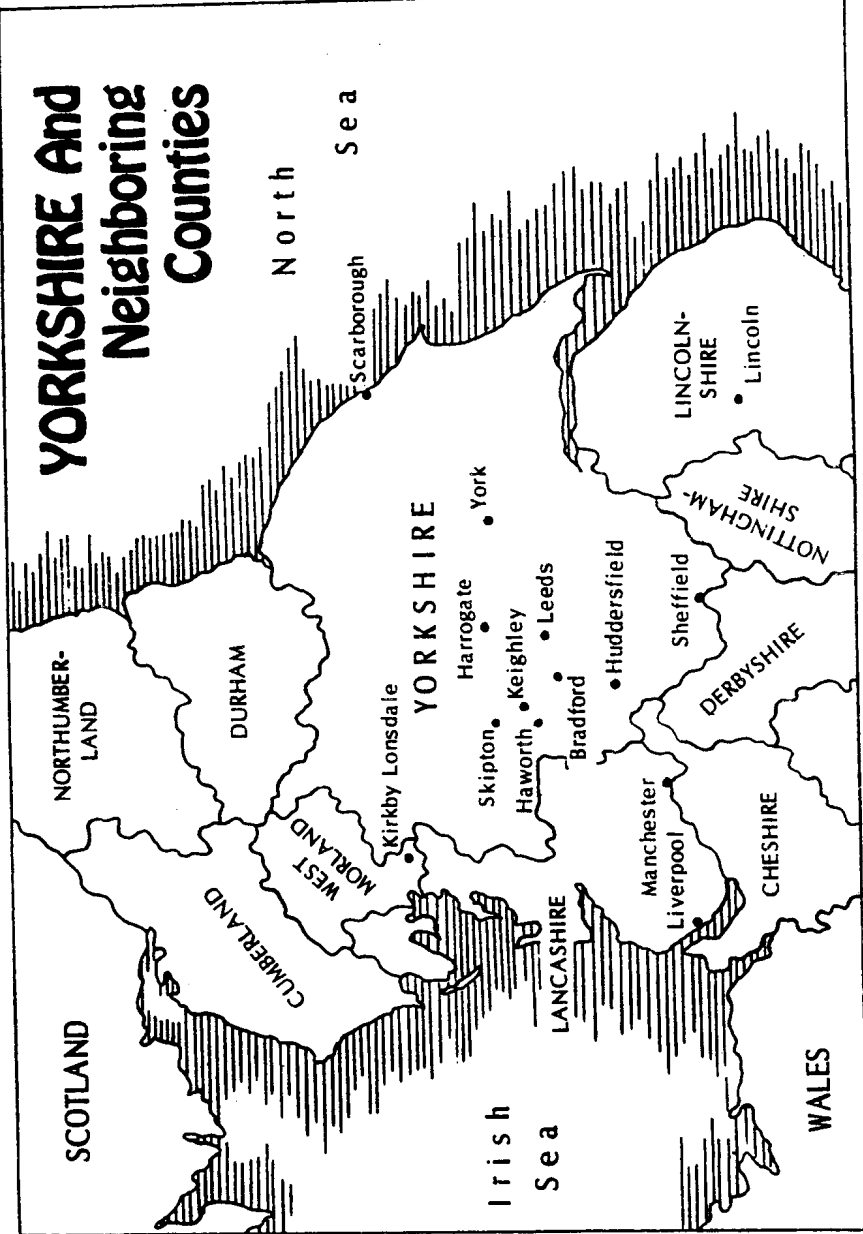 YORKSHIRE And
Neighboring
Counties
SCOTLAND
NORTHUMBER-
LAND
CUMBERLAND
DURHAM
WEST
MORLAND
North
Sea
Scarborough
Kirkby Lonsdale
YORKSHIRE
Harrogate
York
Skipton
Keighley
Haworth
Leeds
Bradford
Irish
Sea
LANCASHIRE
Huddersfield
Manchester
Liverpool
Sheffield
CHESHIRE
DERBYSHIRE
NOTTINGHAM-
SHIRE
LINCOLN-
SHIRE
Lincoln
WALES